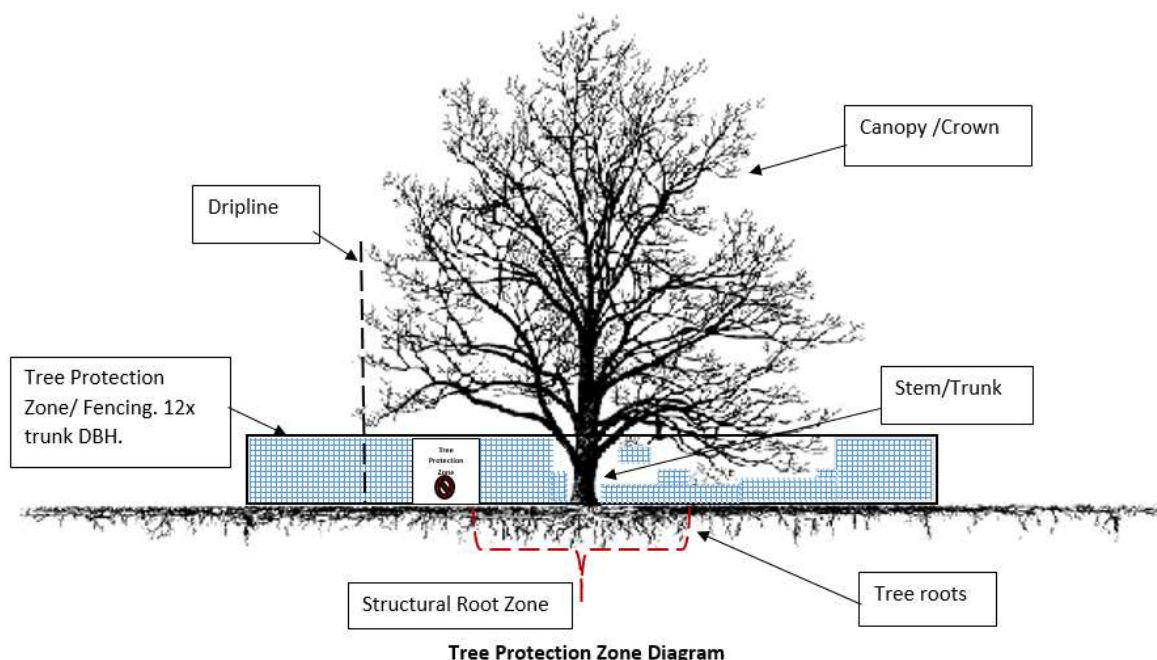 Canopy /Crown
Dripline
Tree Protection
Zone/ Fencing. 12x
trunk DBH.
Stem/Trunk
Tree
Protection
Zone
Structural Root Zone
Tree roots
Tree Protection Zone Diagram